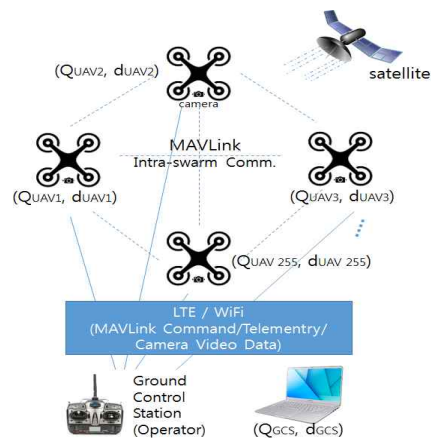 (QUAV2, dUAV2)
satellite
camera
MAVLink
Intra-swarm Comm.
(QUAV1, dUAV1)
(QUAV3, dUAV3)
(QUAV 255, dUAV 255)
LTE / WiFi
(MAVLink Command/Telementry/
Camera Video Data)
Ground
Control
Station
(Operator)
(QGCS, dGCS)